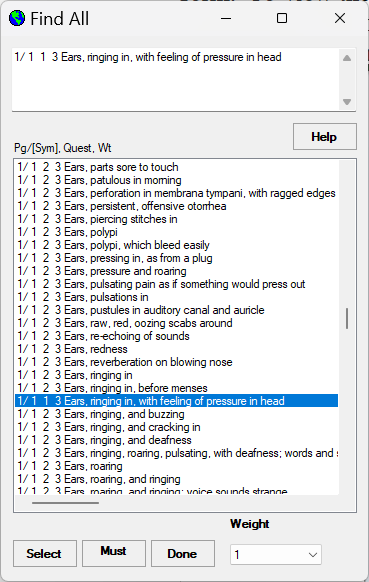 Find All
1/ 1 1 3 Ears, ringing in, with feeling of pressure in head
Help
Pg/[Sym], Quest, Wt
1/ 1 2 3 Ears, parts sore to touch
1/ 1 2 3 Ears, patulous in morning
1/ 1 2 3 Ears, perforation in membrana tympani, with ragged edges
1/ 1 2 3 Ears, persistent, offensive otorrhea
1/ 1 2 3 Ears, piercing stitches in
1/ 1 2 3 Ears, polypi
1/ 1 2 3 Ears, polypi, which bleed easily
1/ 1 2 3 Ears, pressing in, as from a plug
1/ 1 2 3 Ears, pressure and roaring
1/ 1 2 3 Ears, pulsating pain as if something would press out
1/ 1 2 3 Ears, pulsations in
1/ 1 2 3 Ears, pustules in auditory canal and auricle
1/ 1 2 3 Ears, raw, red, oozing scabs around
1/ 1 2 3 Ears, re-echoing of sounds
1/ 1 2 3 Ears, redness
1/ 1 2 3 Ears, reverberation on blowing nose
1/ 1 2 3 Ears, ringing in
1/ 1 2 3 Ears, ringing in, before menses
1/ 1 1 3 Ears, ringing in, with feeling of pressure in head
1/ 1 2 3 Ears, ringing, and buzzing
1/ 1 2 3 Ears, ringing, and cracking in
1/ 1 2 3 Ears, ringing, and deafness
1/ 1 2 3 Ears, ringing, roaring, pulsating, with deafness; words and s
1/ 1 2 3 Ears, roaring
1/ 1 2 3 Ears, roaring, and ringing
1/ 1 2 3 Ears, roaring, and ringing; voice sounds strange
Weight
Select
Must
Done
1